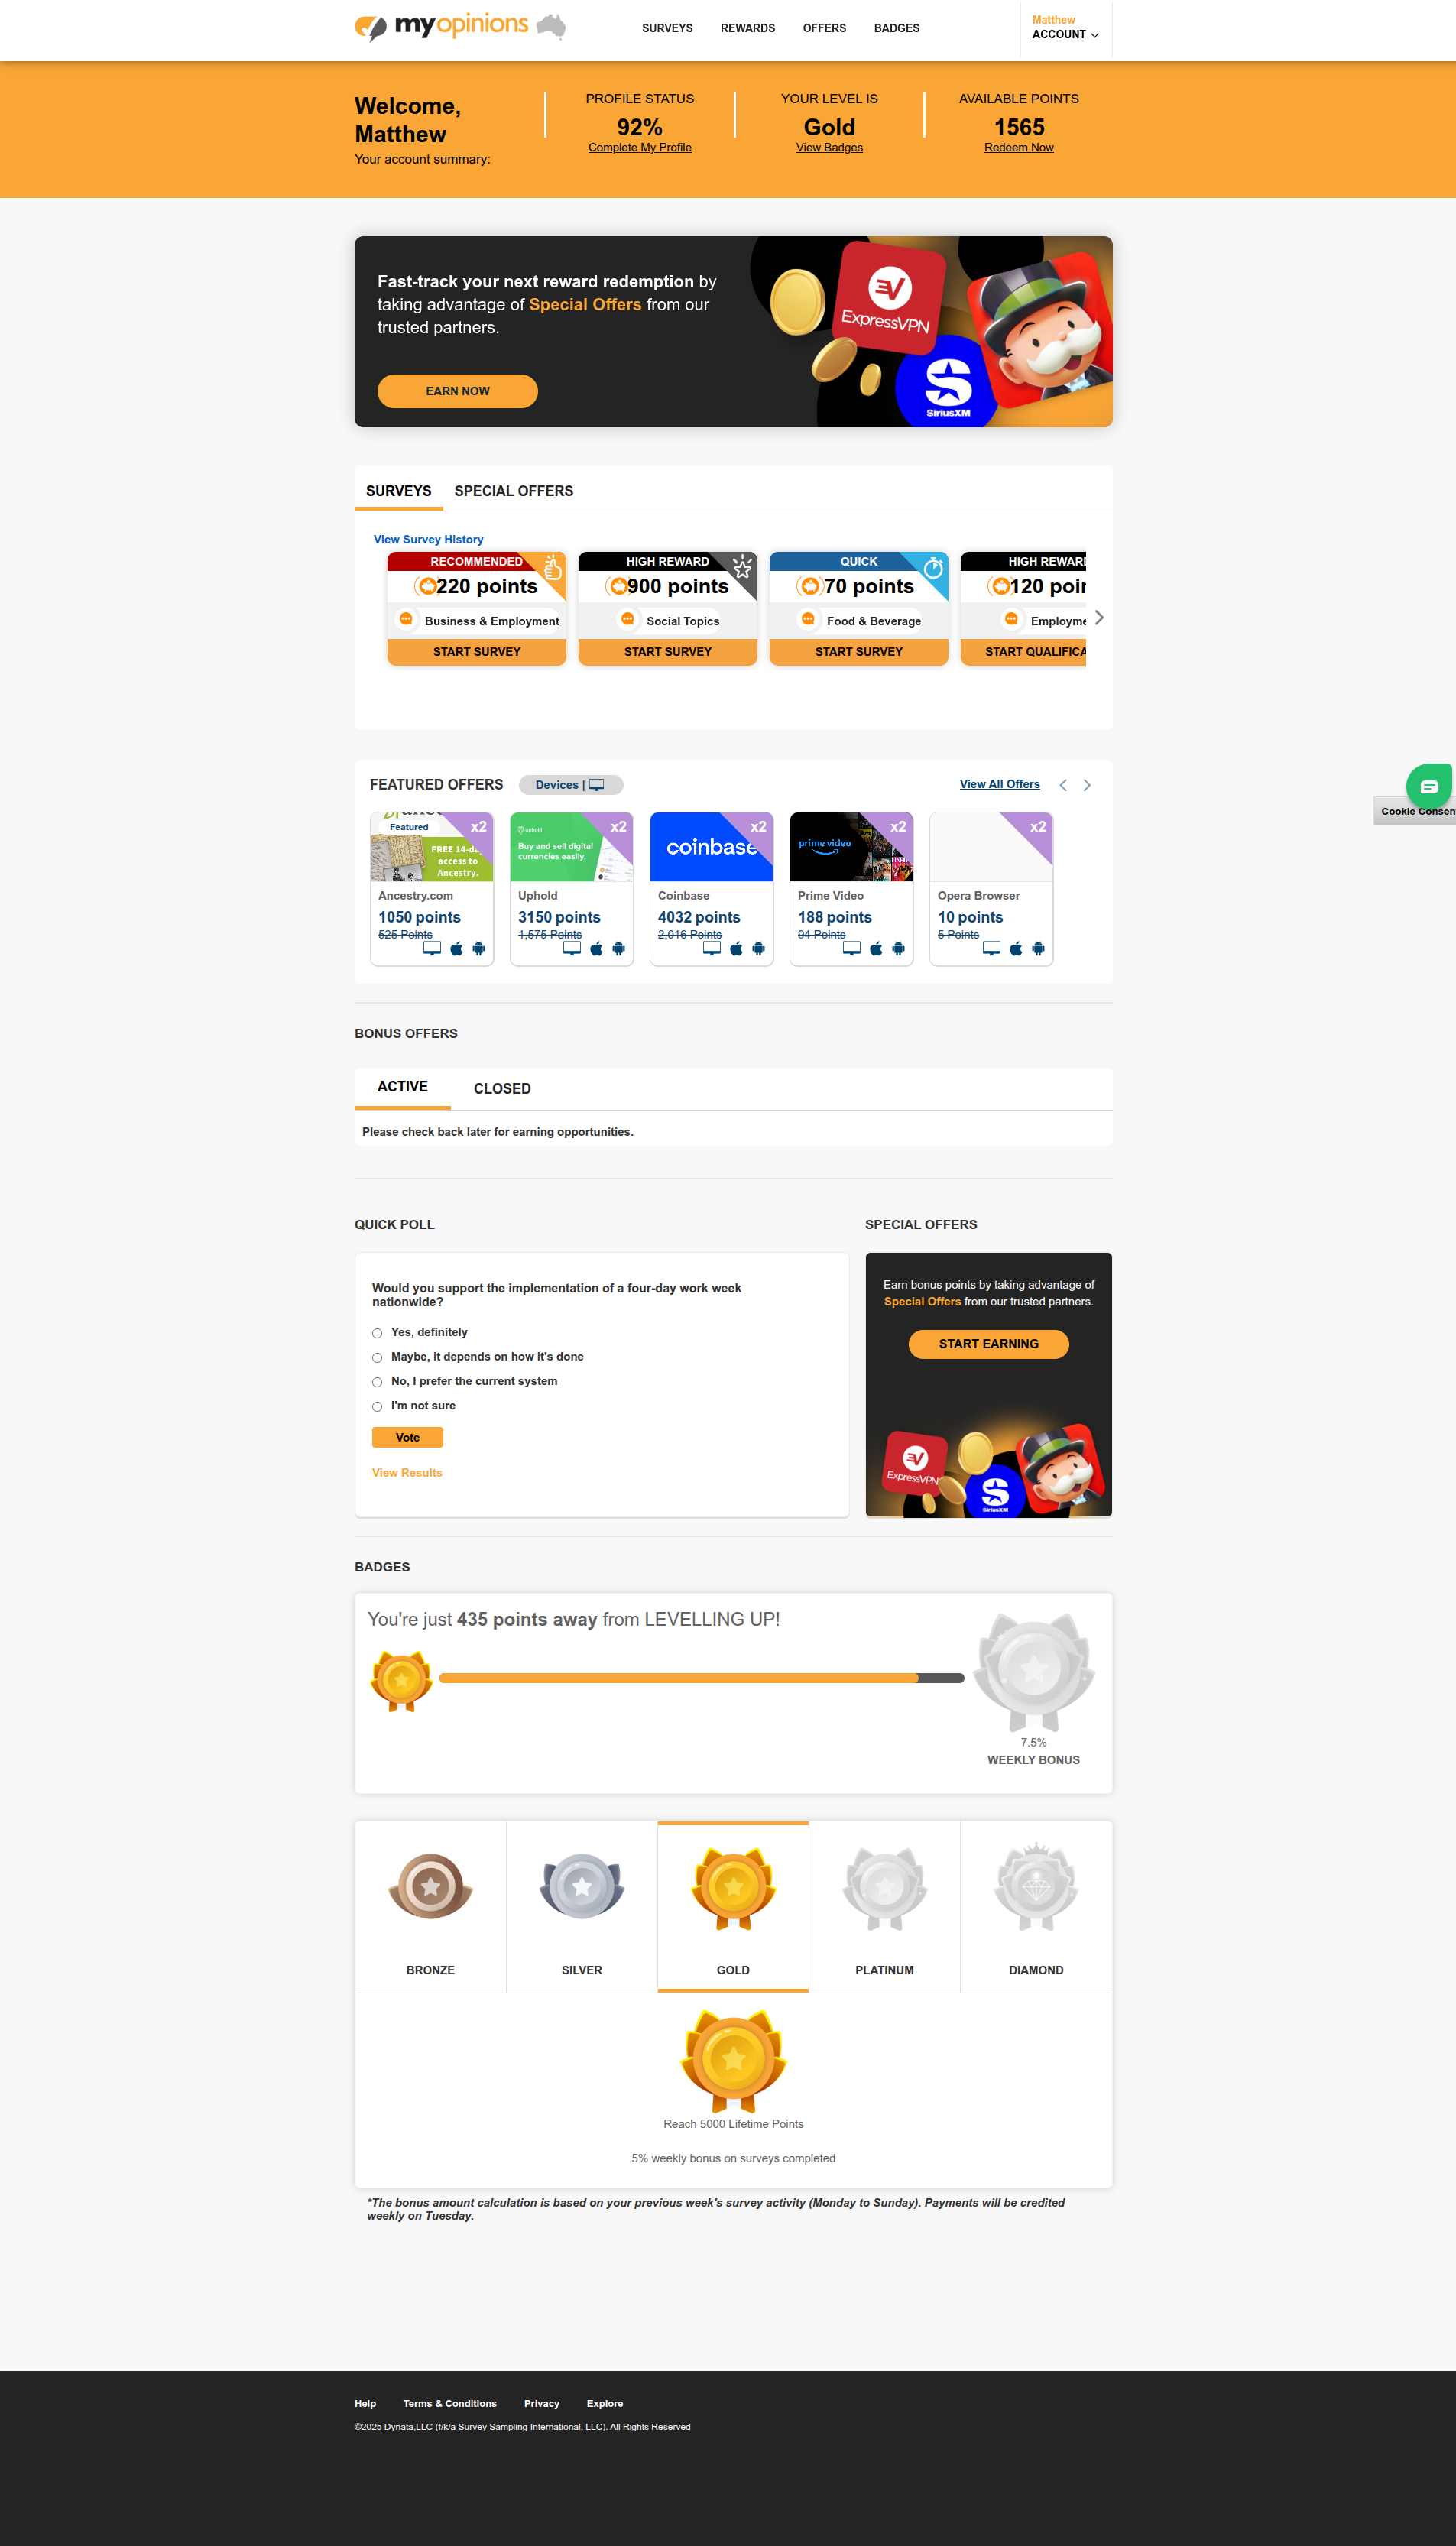 myopinions
SURVEYS
REWARDS
OFFERS
BADGES
Matthew
ACCOUNT
Welcome,
Matthew
Your account summary:
PROFILE STATUS
92%
Complete My Profile
YOUR LEVEL IS
Gold
View Badges
AVAILABLE POINTS
1565
Redeem Now
Fast-track your next reward redemption by
taking advantage of Special Offers from our
trusted partners.
EARN NOW
ExpressVPN
SiriusXM
SURVEYS
SPECIAL OFFERS
View Survey History
RECOMMENDED
220 points
Business & Employment
START SURVEY
HIGH REWARD
900 points
Social Topics
START SURVEY
QUICK
70 points
Food & Beverage
START SURVEY
HIGH REWAR
120 poin
Employme
START QUALIFICA
FEATURED OFFERS
Devices |
View All Offers
Featured
x2
FREE 14-da
access to
Ancestry.
Ancestry.com
1050 points
525 Points
uphold
Buy and sell digital
currencies easily.
x2
Uphold
3150 points
1,575 Points
coinbase
x2
Coinbase
4032 points
2,016 Points
prime video
x2
Prime Video
188 points
94 Points
x2
Opera Browser
10 points
5 Points
Cookie Consen
BONUS OFFERS
ACTIVE
CLOSED
Please check back later for earning opportunities.
QUICK POLL
Would you support the implementation of a four-day work week
nationwide?
Yes, definitely
Maybe, it depends on how it's done
No, I prefer the current system
I'm not sure
Vote
View Results
SPECIAL OFFERS
Earn bonus points by taking advantage of
Special Offers from our trusted partners.
START EARNING
ExpressVPN
SiriusXM
BADGES
You're just 435 points away from LEVELLING UP!
7.5%
WEEKLY BONUS
BRONZE
SILVER
GOLD
PLATINUM
DIAMOND
Reach 5000 Lifetime Points
5% weekly bonus on surveys completed
*The bonus amount calculation is based on your previous week's survey activity (Monday to Sunday). Payments will be credited
weekly on Tuesday.
Help
Terms & Conditions
Privacy
Explore
©2025 Dynata,LLC (f/k/a Survey Sampling International, LLC). All Rights Reserved